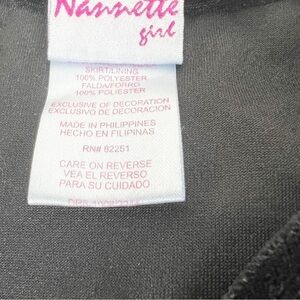 Nannette
girl
SKIRT/LINING
100% POLYESTER
FALDA/FORRO
100% POLIESTER
EXCLUSIVE OF DECORATION
EXCLUSIVO DE DECORACION
MADE IN PHILIPPINES
HECHO EN FILIPINAS
RN# 82251
CARE ON REVERSE
VEA EL REVERSO
PARA SU CUIDADO